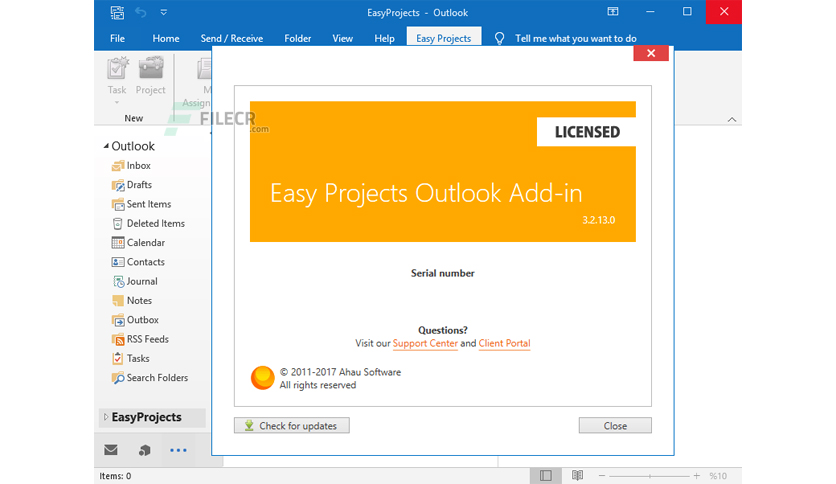 EasyProjects - Outlook
File Home Send / Receive Folder View Help Easy Projects Tell me what you want to do
Task Project
Assign
New
FILECR
.com
Outlook
Inbox
Drafts
Sent Items
Deleted Items
Calendar
Contacts
Journal
Notes
Outbox
RSS Feeds
Tasks
Search Folders
EasyProjects
Items: 0
LICENSED
Easy Projects Outlook Add-in
3.2.13.0
Serial number
Questions?
Visit our Support Center and Client Portal
© 2011-2017 Ahau Software
All rights reserved
Check for updates
Close
%10